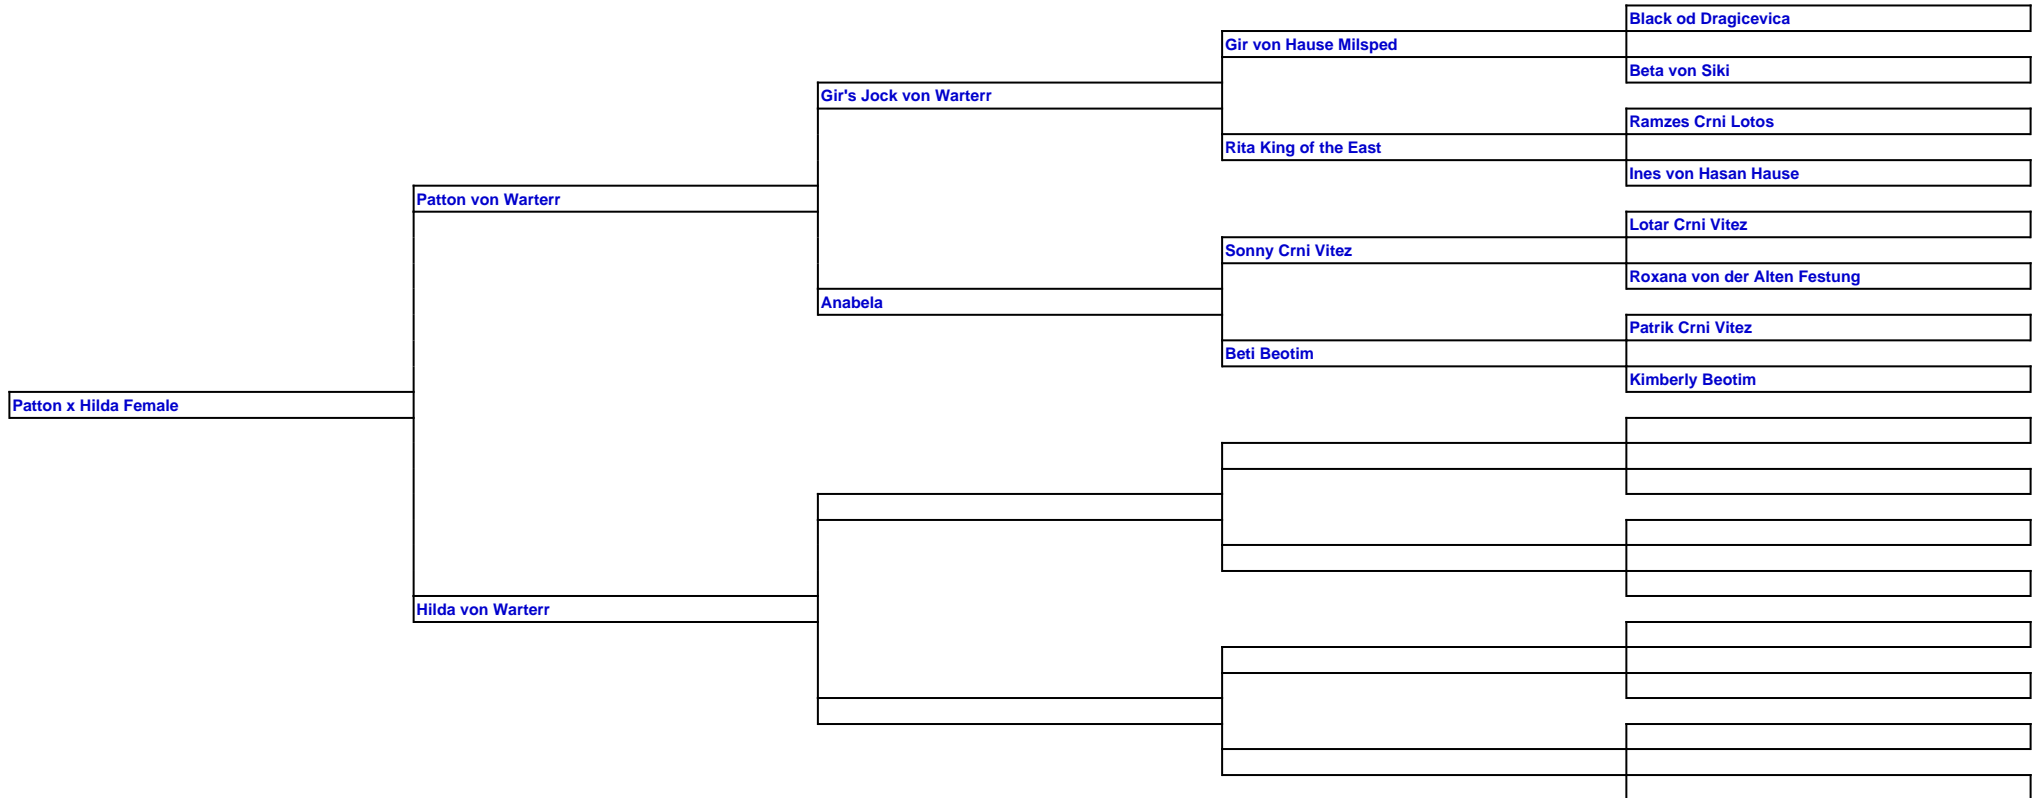 Black od Dragicevica
Gir von Hause Milsped
Beta von Siki
Gir's Jock von Warterr
Ramzes Crni Lotos
Rita King of the East
Ines von Hasan Hause
Patton von Warterr
Lotar Crni Vitez
Sonny Crni Vitez
Roxana von der Alten Festung
Anabela
Patrik Crni Vitez
Beti Beotim
Kimberly Beotim
Patton x Hilda Female
Hilda von Warterr